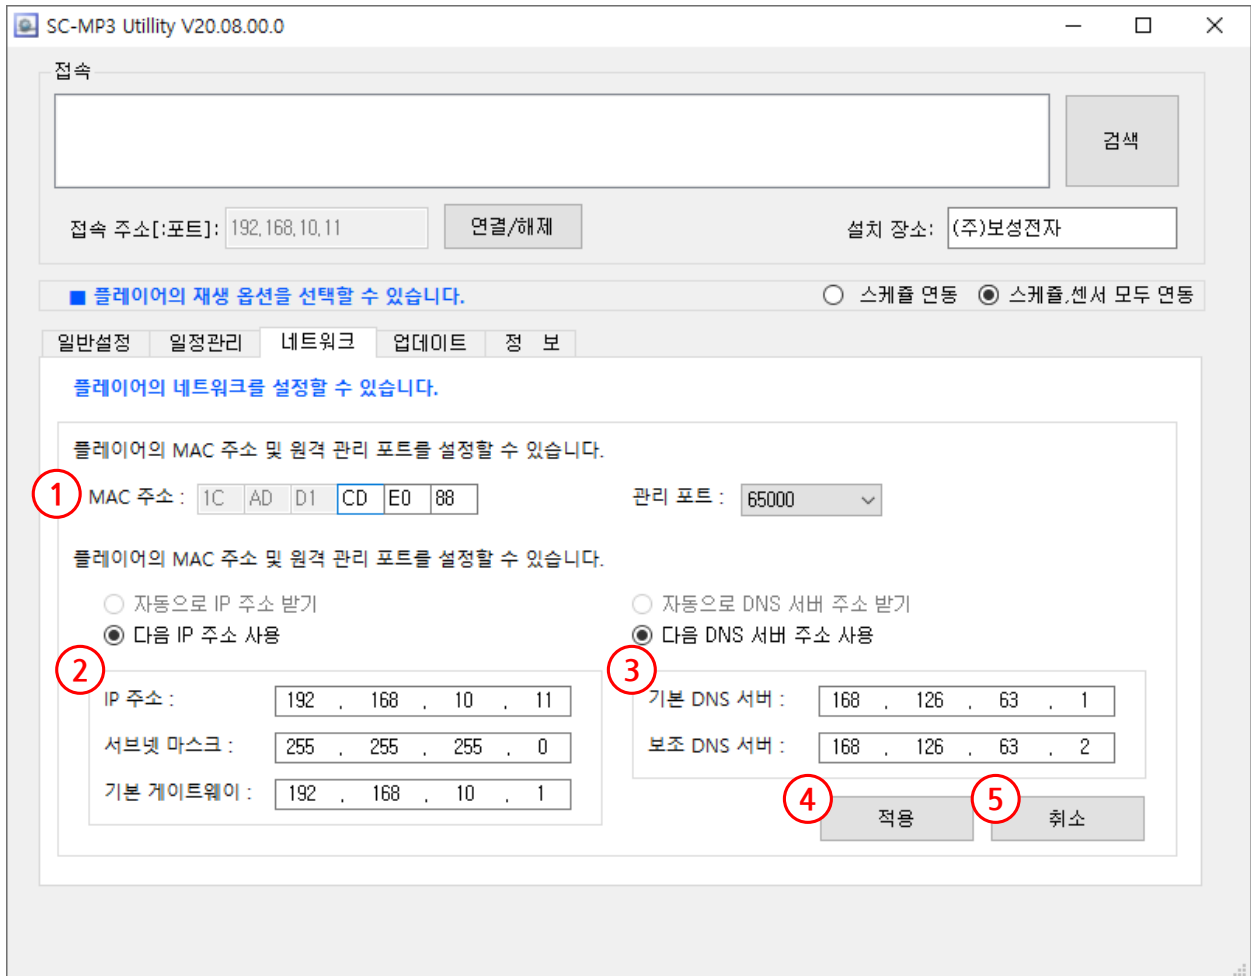 SC-MP3 Utillity V20.08.00.0
접속
검색
접속 주소[:포트]: 192,168,10,11 연결/해제 설치 장소: (주)보성전자
■ 플레이어의 재생 옵션을 선택할 수 있습니다. 스케쥴 연동 스케쥴,센서 모두 연동
일반설정 일정관리 네트워크 업데이트 정 보
플레이어의 네트워크를 설정할 수 있습니다.
플레이어의 MAC 주소 및 원격 관리 포트를 설정할 수 있습니다.
1 MAC 주소 : 1C AD D1 CD E0 88 관리 포트 : 65000
플레이어의 MAC 주소 및 원격 관리 포트를 설정할 수 있습니다.
자동으로 IP 주소 받기 자동으로 DNS 서버 주소 받기
다음 IP 주소 사용 다음 DNS 서버 주소 사용
2 3
IP 주소 : 192 . 168 . 10 . 11 기본 DNS 서버 : 168 . 126 . 63 . 1
서브넷 마스크 : 255 . 255 . 255 . 0 보조 DNS 서버 : 168 . 126 . 63 . 2
기본 게이트웨이 : 192 . 168 . 10 . 1
4 적용 5 취소